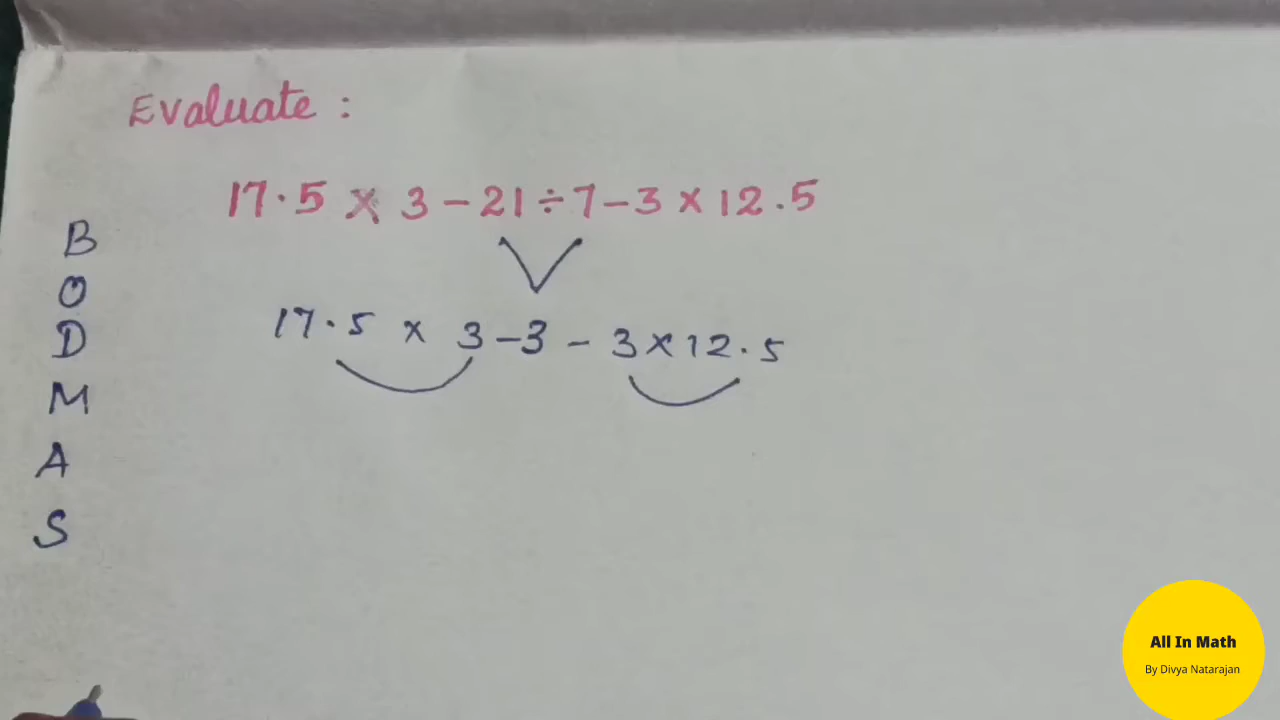 Evaluate :
17.5 × 3 - 21 ÷ 7 - 3 × 12.5
B
O
D
M
A
S
17.5 × 3 - 3 - 3 × 12.5
All In Math
By Divya Natarajan